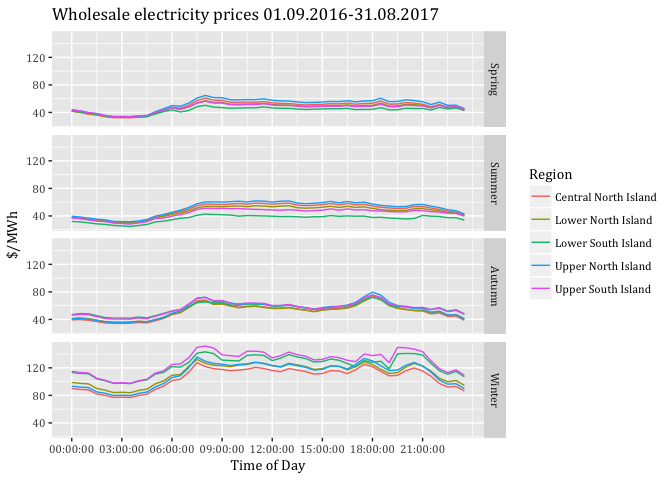 Wholesale electricity prices 01.09.2016-31.08.2017
$/MWh
120
80
40
Spring
120
80
40
Summer
120
80
40
Autumn
120
80
40
Winter
00:00:00 03:00:00 06:00:00 09:00:00 12:00:00 15:00:00 18:00:00 21:00:00
Time of Day
Region
Central North Island
Lower North Island
Lower South Island
Upper North Island
Upper South Island